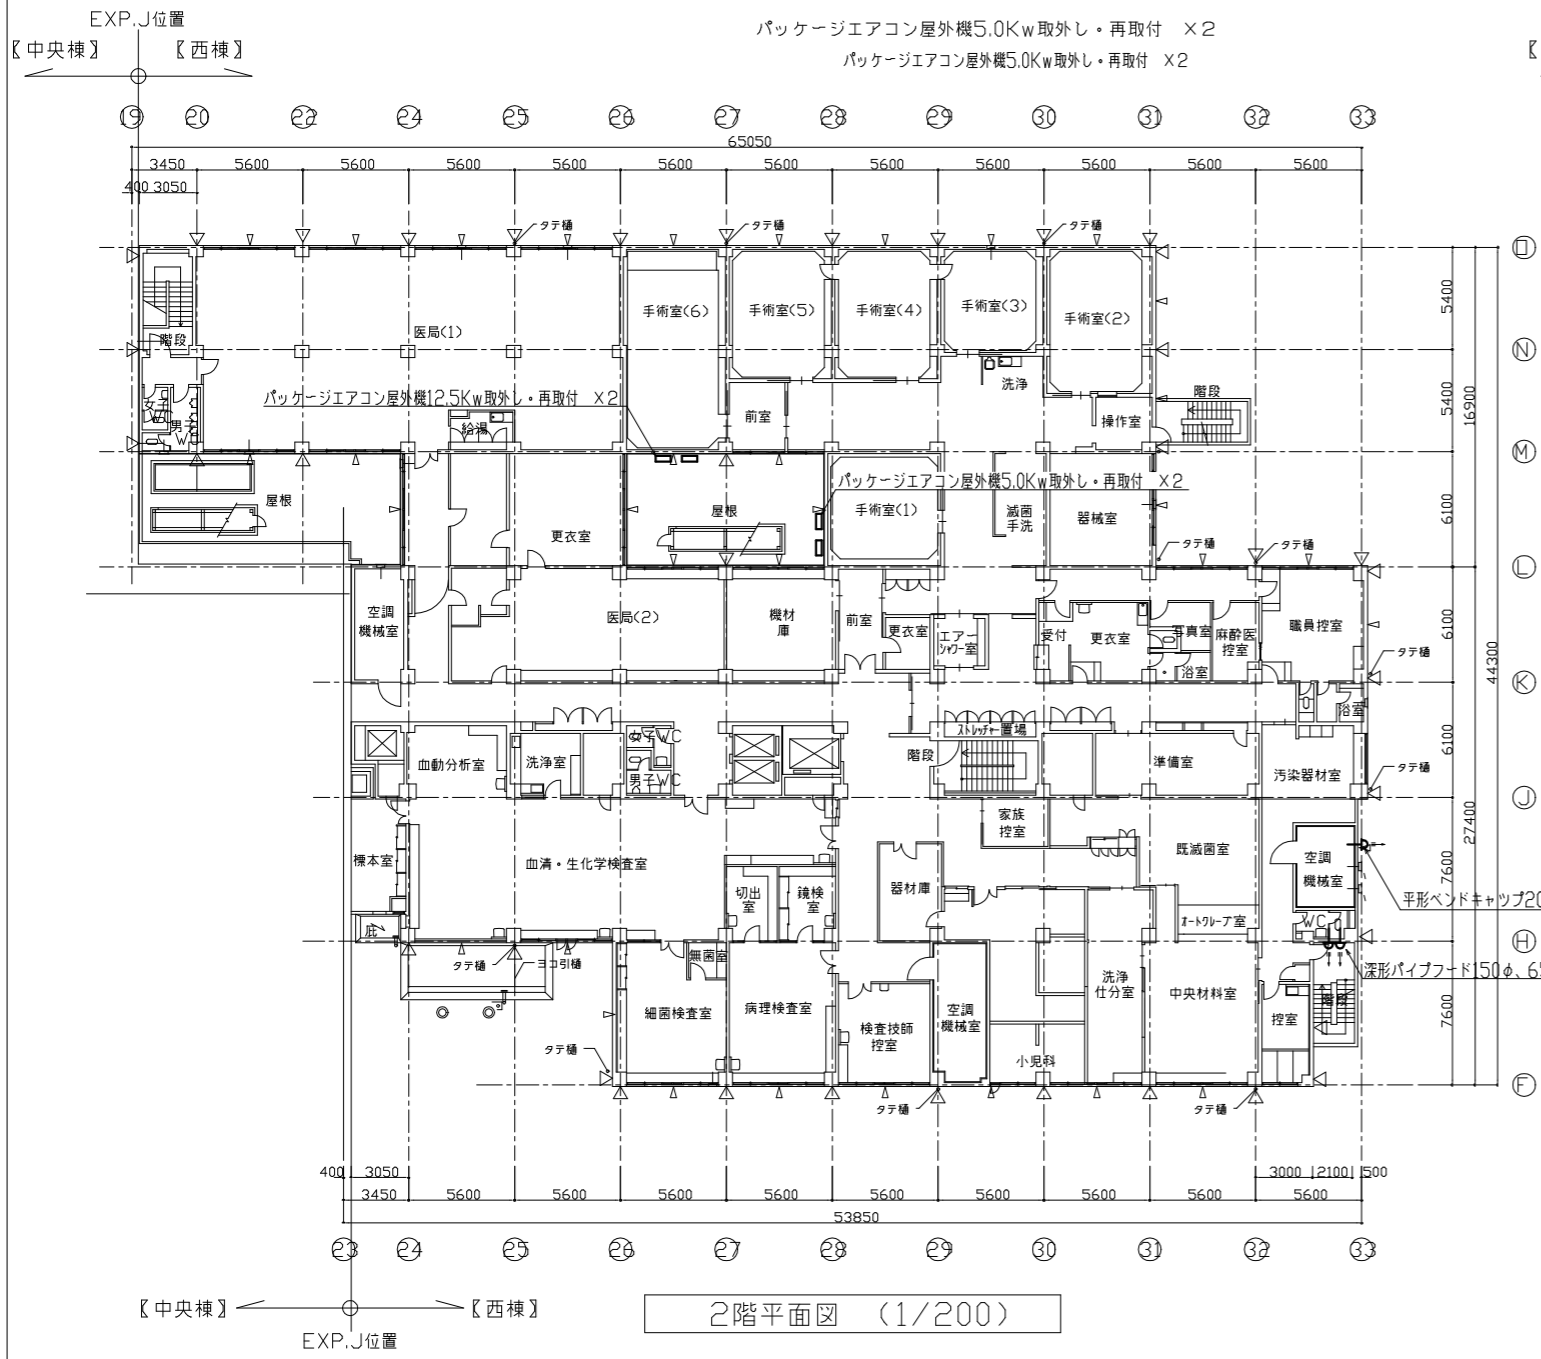 EXP.J位置
【中央棟】
【西棟】
パッケージエアコン屋外機5.0Kw取外し・再取付 ×2
パッケージエアコン屋外機5.0Kw取外し・再取付 ×2
【
19 20 22 24 25 26 27 28 29 30 31 32 33
65050
3450 5600 5600 5600 5600 5600 5600 5600 5600 5600 5600 5600
400 3050
タテ樋
タテ樋
タテ樋
手術室(6)
手術室(5)
手術室(4)
手術室(3)
手術室(2)
医局(1)
階段
5400
N
洗浄
階段
パッケージエアコン屋外機12.5Kw取外し・再取付 ×2
女子
WC
男子
WC
給湯
前室
操作室
5400
16900
M
パッケージエアコン屋外機5.0Kw取外し・再取付 ×2
屋根
更衣室
屋根
手術室(1)
滅菌
手洗
器械室
6100
タテ樋
タテ樋
L
空調
機械室
医局(2)
機材
庫
前室
更衣室
エアー
シャワー室
受付
更衣室
写真室
浴室
麻酔医
控室
職員控室
6100
タテ樋
44300
K
浴室
女子WC
男子WC
ストレッチャー置場
階段
血動分析室
洗浄室
準備室
汚染器材室
6100
タテ樋
J
家族
控室
標本室
血清・生化学検査室
切出
室
鏡検
室
器材庫
既滅菌室
オートクレーブ室
空調
機械室
7600
27400
平形ベンドキャップ20
WC
庇
H
タテ樋
ヨコ引樋
無菌室
深形パイプフード150φ、65
細菌検査室
病理検査室
検査技師
控室
空調
機械室
洗浄
仕分室
中央材料室
控室
階段
7600
タテ樋
小児科
F
タテ樋
タテ樋
400 3050
3000 2100 500
3450 5600 5600 5600 5600 5600 5600 5600 5600 5600
53850
23 24 25 26 27 28 29 30 31 32 33
【中央棟】
【西棟】
EXP.J位置
2階平面図 (1/200)